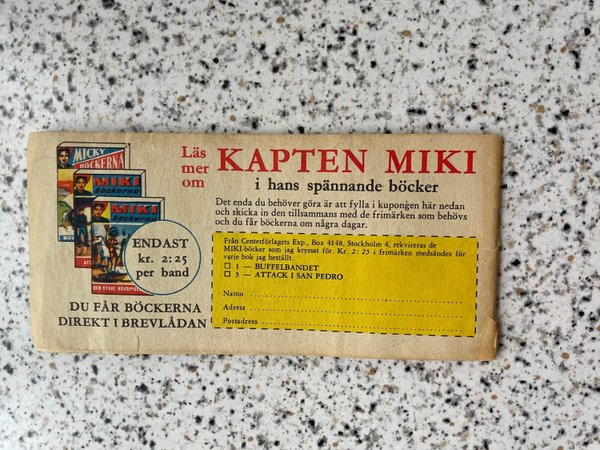 MICKY
BÖCKERNA
MIKI
böckerna
MIKI
böckerna
DEN STORE HÖVDINGEN
ENDAST
kr. 2: 25
per band
DU FÅR BÖCKERNA
DIREKT I BREVLÅDAN
Läs
mer
om
KAPTEN MIKI
i hans spännande böcker
Det enda du behöver göra är att fylla i kupongen här nedan
och skicka in den tillsammans med de frimärken som behövs
och du får böckerna om några dagar.
Från Centerförlagets Exp., Box 4148, Stockholm 4, rekvireras de
MIKI-böcker som jag kryssat för. Kr. 2: 25 i frimärken medsändes för
varje bok jag beställt.
☐ 1 — BUFFELBANDET
☐ 3 — ATTACK I SAN PEDRO
Namn
Adress
Postadress